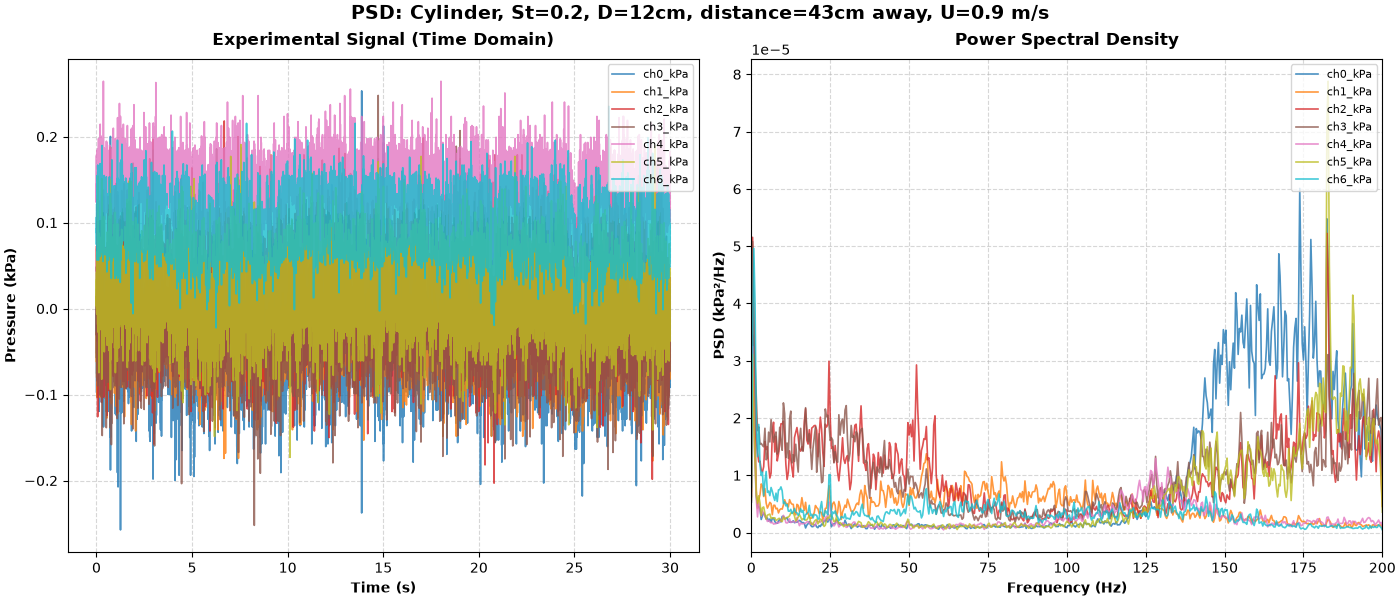 PSD: Cylinder, St=0.2, D=12cm, distance=43cm away, U=0.9 m/s
Experimental Signal (Time Domain)
Pressure (kPa)
0.2
0.1
0.0
−0.1
−0.2
0 5 10 15 20 25 30
Time (s)
ch0_kPa
ch1_kPa
ch2_kPa
ch3_kPa
ch4_kPa
ch5_kPa
ch6_kPa
Power Spectral Density
1e−5
PSD (kPa²/Hz)
8
7
6
5
4
3
2
1
0
0 25 50 75 100 125 150 175 200
Frequency (Hz)
ch0_kPa
ch1_kPa
ch2_kPa
ch3_kPa
ch4_kPa
ch5_kPa
ch6_kPa